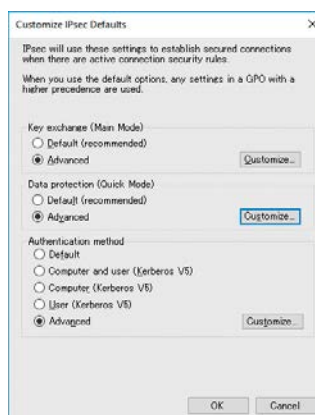 Customize IPsec Defaults
IPsec will use these settings to establish secured connections
when there are active connection security rules.
When you use the default options, any settings in a GPO with a
higher precedence are used.
Key exchange (Main Mode)
Default (recommended)
Advanced
Customize...
Data protection (Quick Mode)
Default (recommended)
Advanced
Customize...
Authentication method
Default
Computer and user (Kerberos V5)
Computer (Kerberos V5)
User (Kerberos V5)
Advanced
Customize...
OK
Cancel